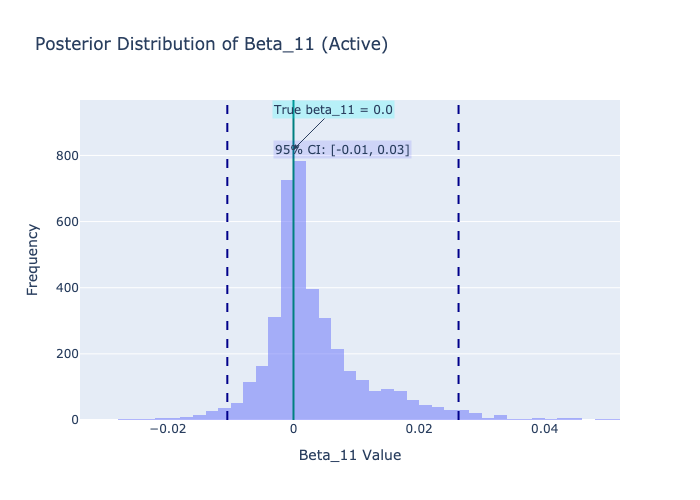 Posterior Distribution of Beta_11 (Active)
True beta_11 = 0.0
95% CI: [-0.01, 0.03]
800
600
400
200
0
Frequency
−0.02
0
0.02
0.04
Beta_11 Value